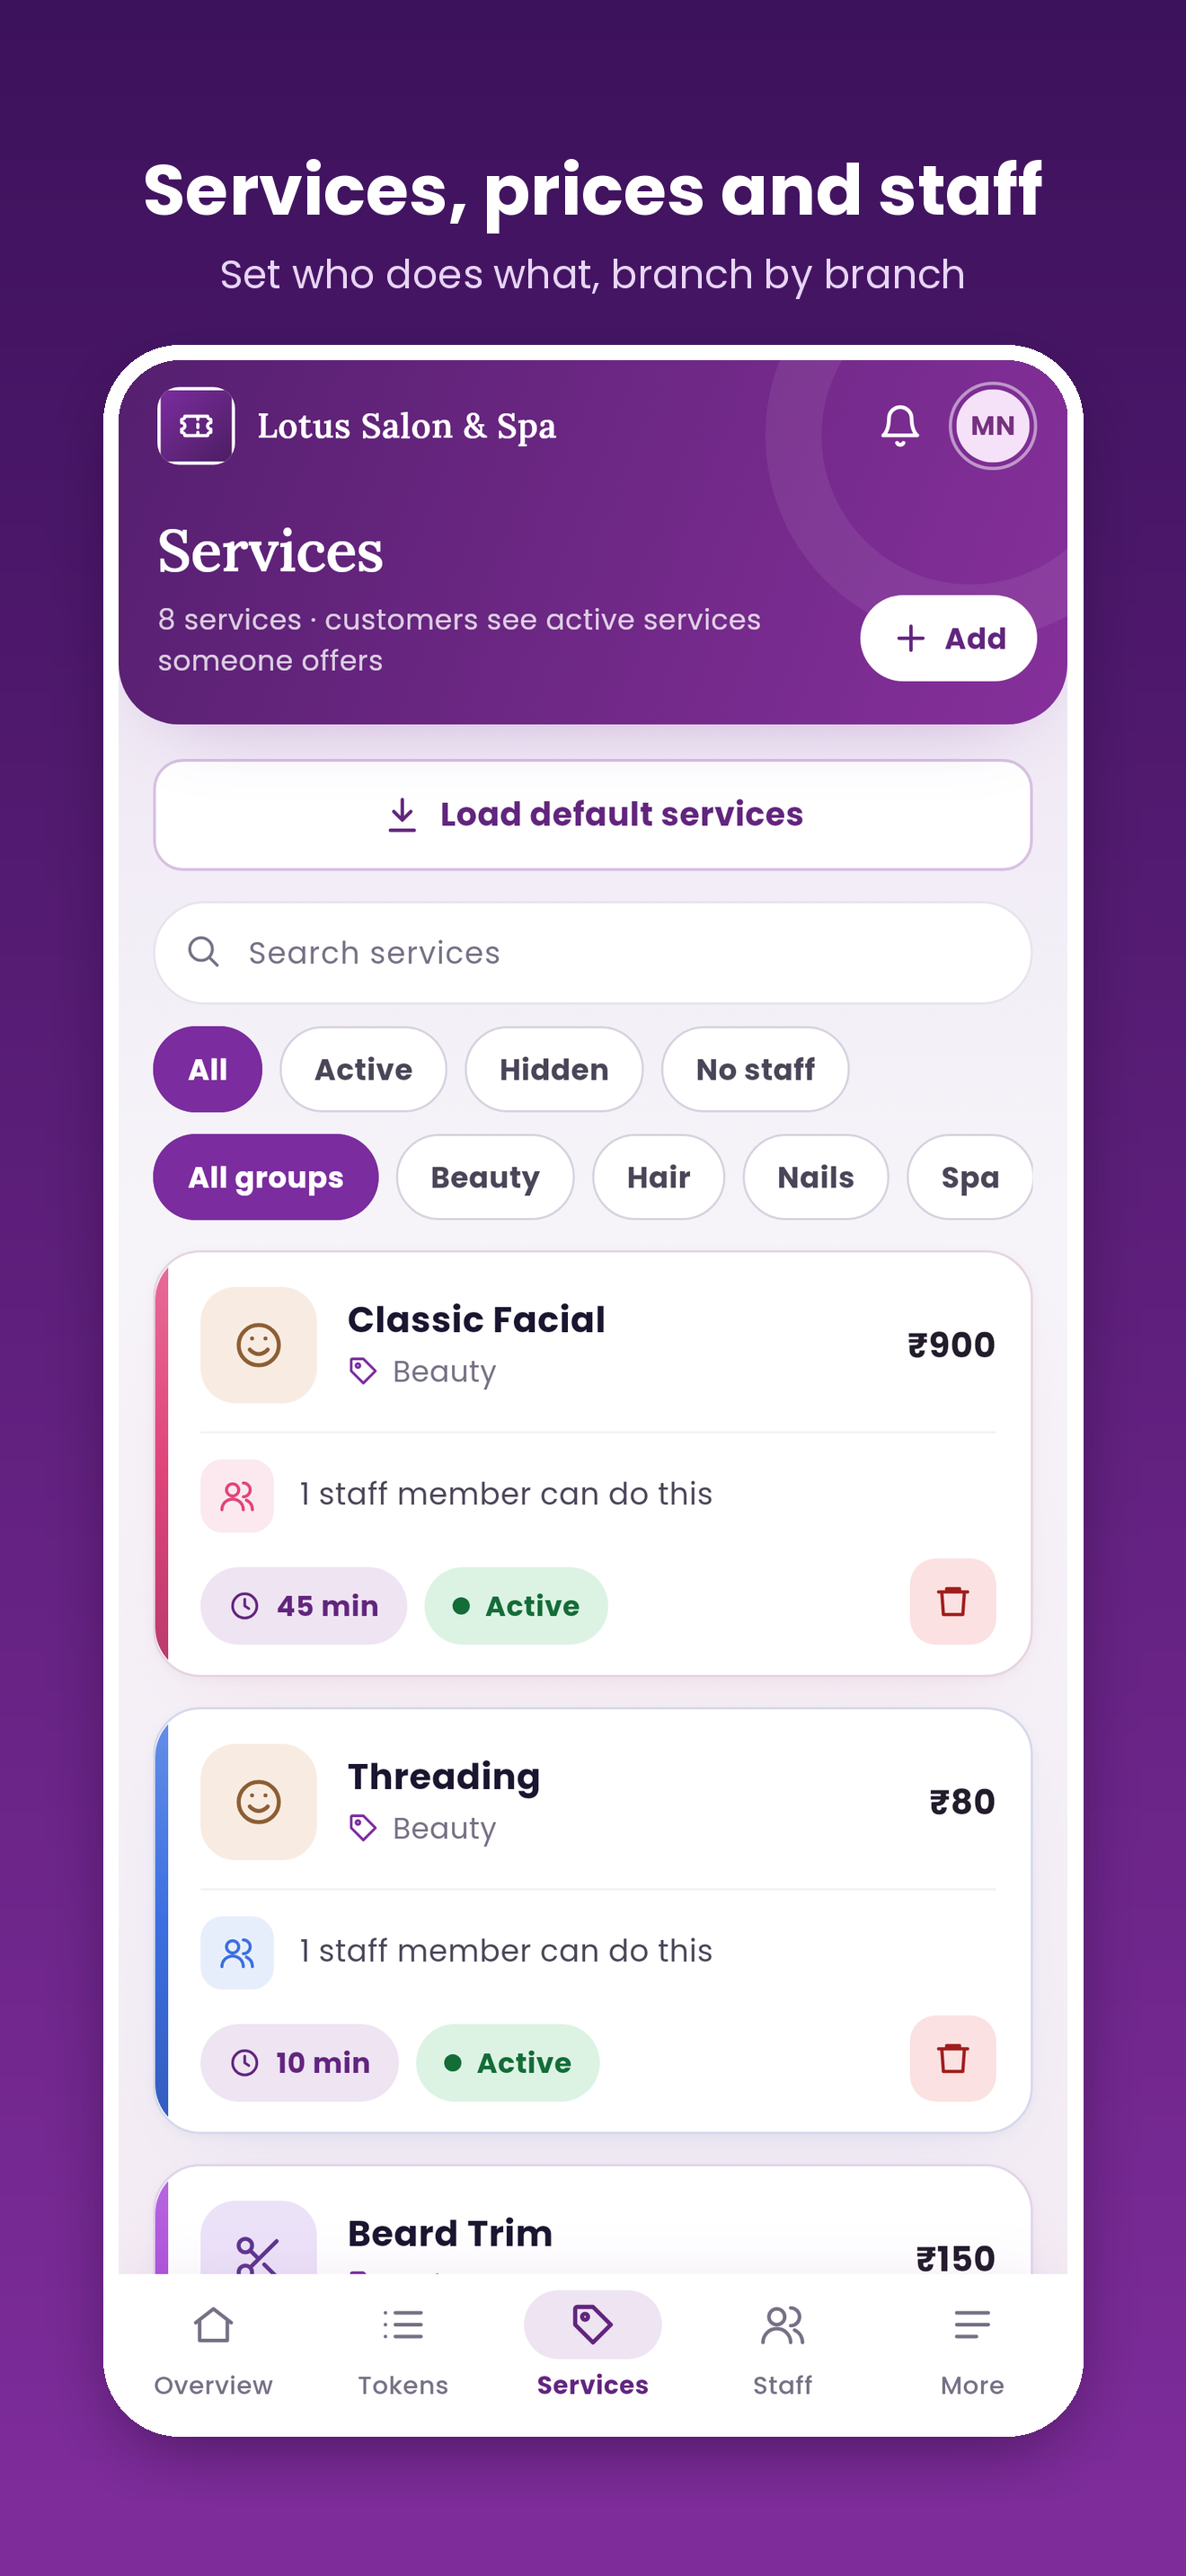 Services, prices and staff
Set who does what, branch by branch
Lotus Salon & Spa
MN
Services
8 services · customers see active services
someone offers
Add
Load default services
Search services
All Active Hidden No staff
All groups Beauty Hair Nails Spa
Classic Facial
Beauty
₹900
1 staff member can do this
45 min Active
Threading
Beauty
₹80
1 staff member can do this
10 min Active
Beard Trim
₹150
Overview Tokens Services Staff More